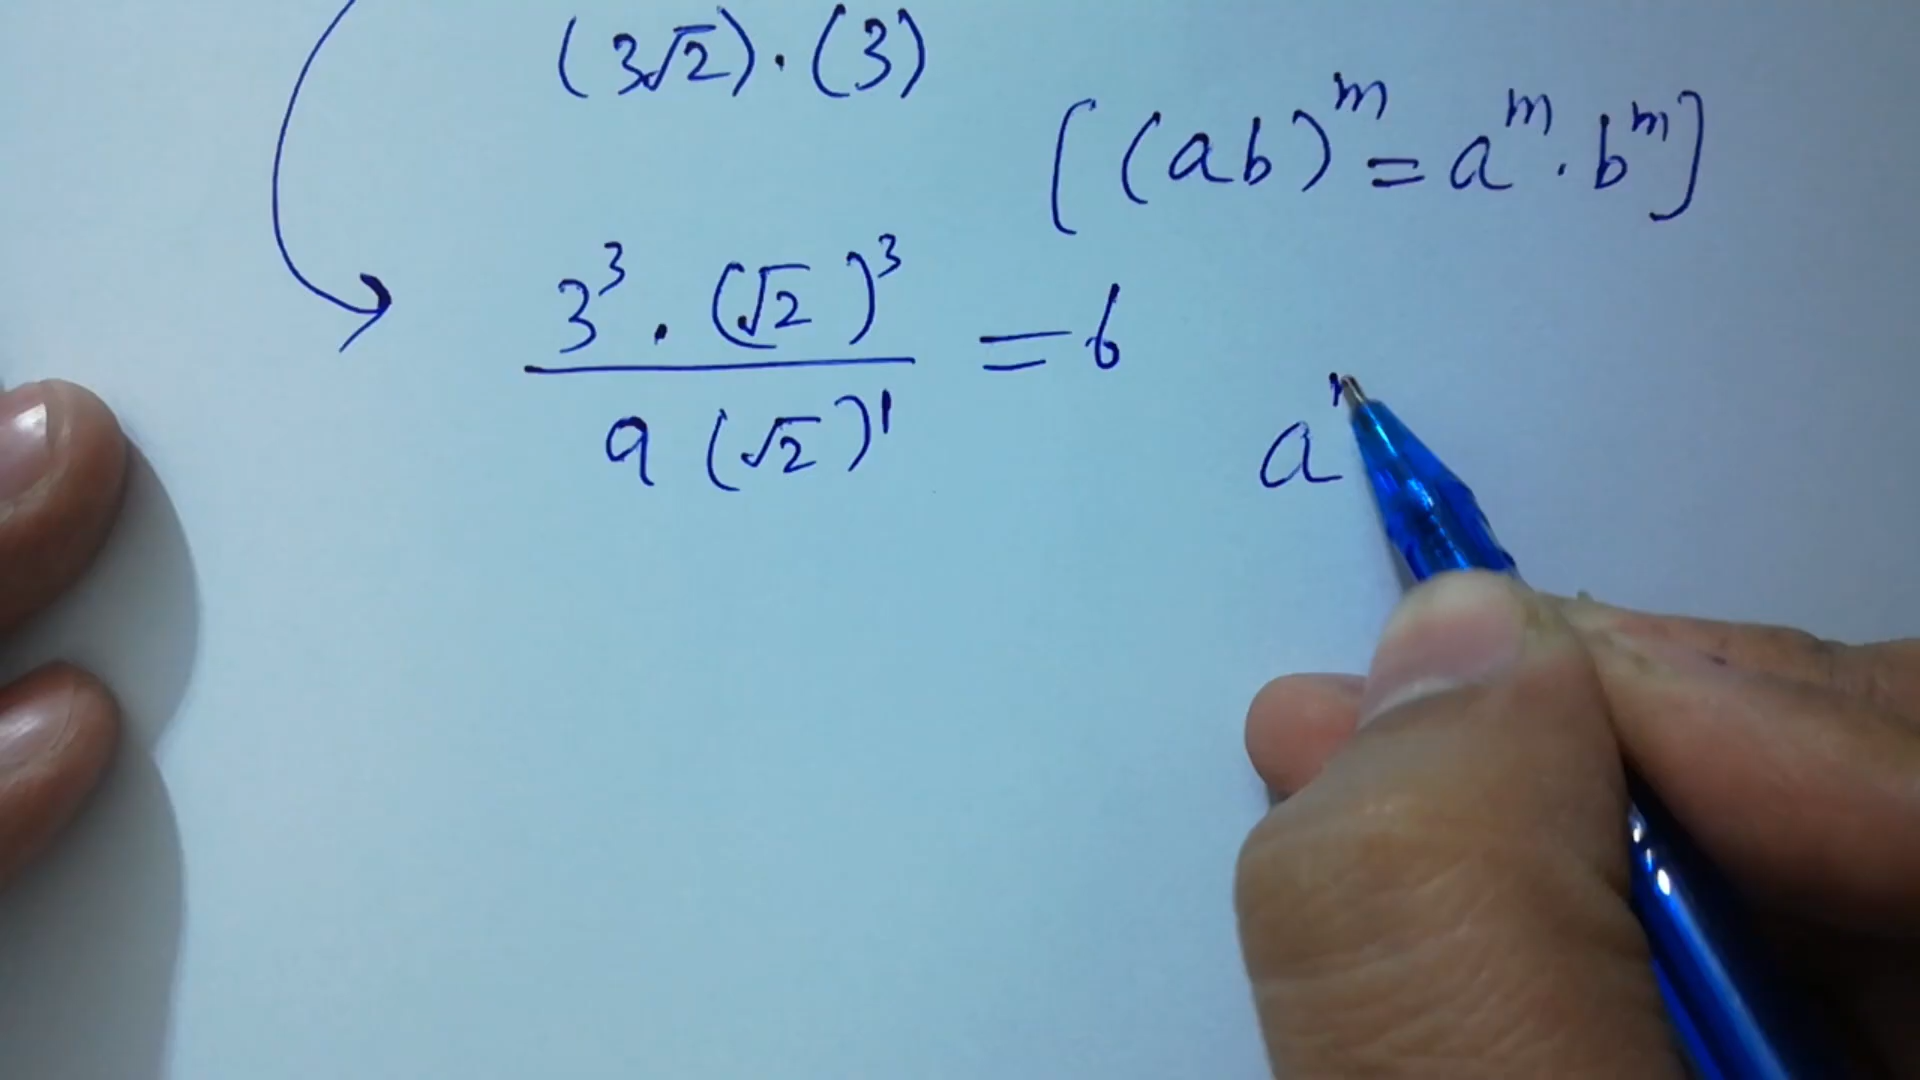 (3√2)·(3)
[(ab)^m = a^m · b^m]
3^3 · (√2)^3
——— = 6
9 (√2)^1
a